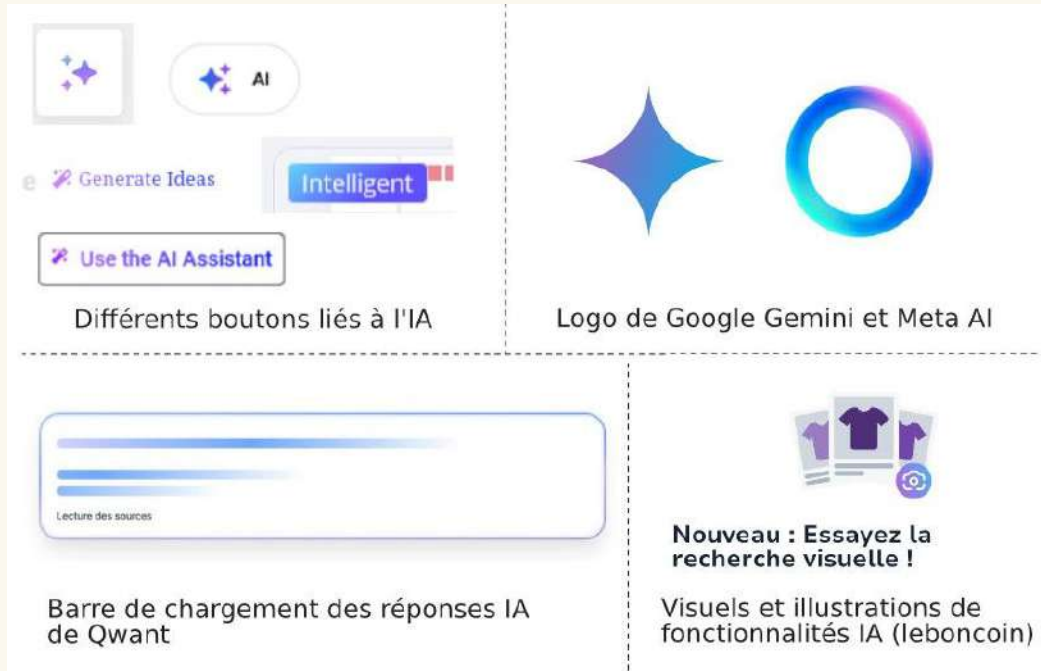 AI
e Generate Ideas
Intelligent
Use the AI Assistant
Différents boutons liés à l'IA
Logo de Google Gemini et Meta AI
Lecture des sources
Barre de chargement des réponses IA
de Qwant
Nouveau : Essayez la
recherche visuelle !
Visuels et illustrations de
fonctionnalités IA (leboncoin)